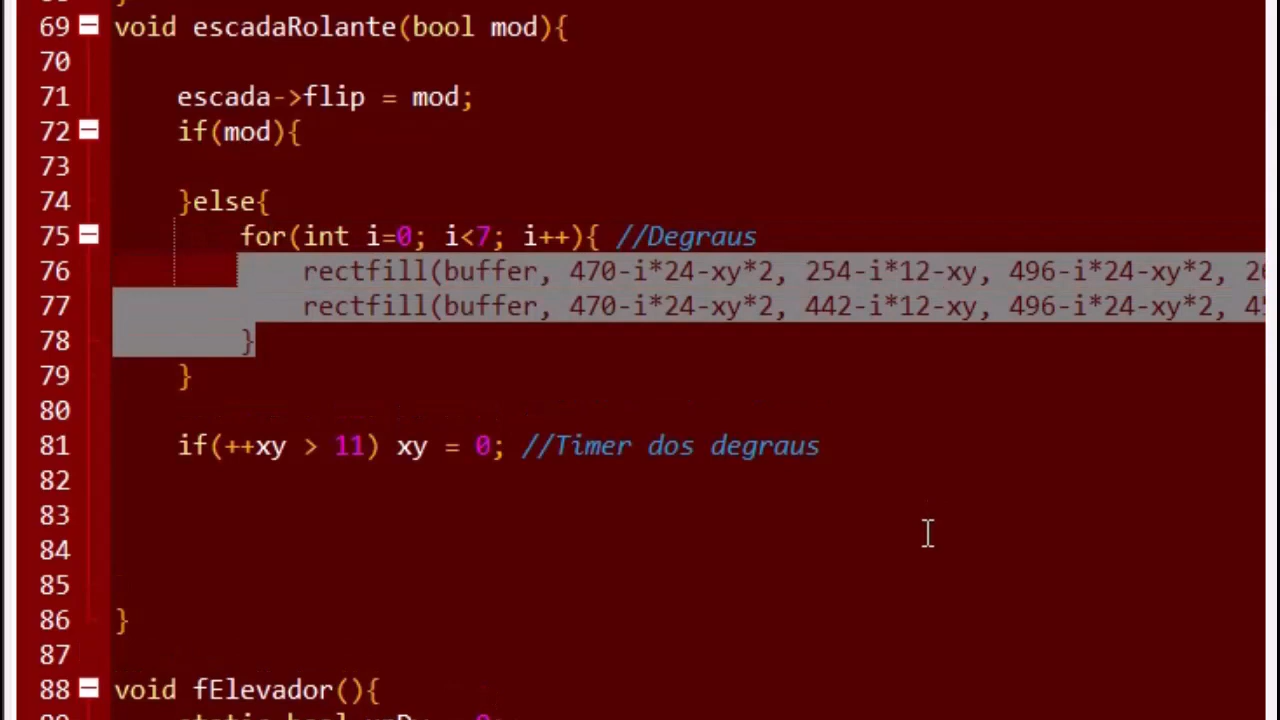 69 void escadaRolante(bool mod){
70
71 escada->flip = mod;
72 if(mod){
73
74 }else{
75 for(int i=0; i<7; i++){ //Degraus
76 rectfill(buffer, 470-i*24-xy*2, 254-i*12-xy, 496-i*24-xy*2,
77 rectfill(buffer, 470-i*24-xy*2, 442-i*12-xy, 496-i*24-xy*2,
78 }
79 }
80
81 if(++xy > 11) xy = 0; //Timer dos degraus
82
83
84
85
86 }
87
88 void fElevador(){